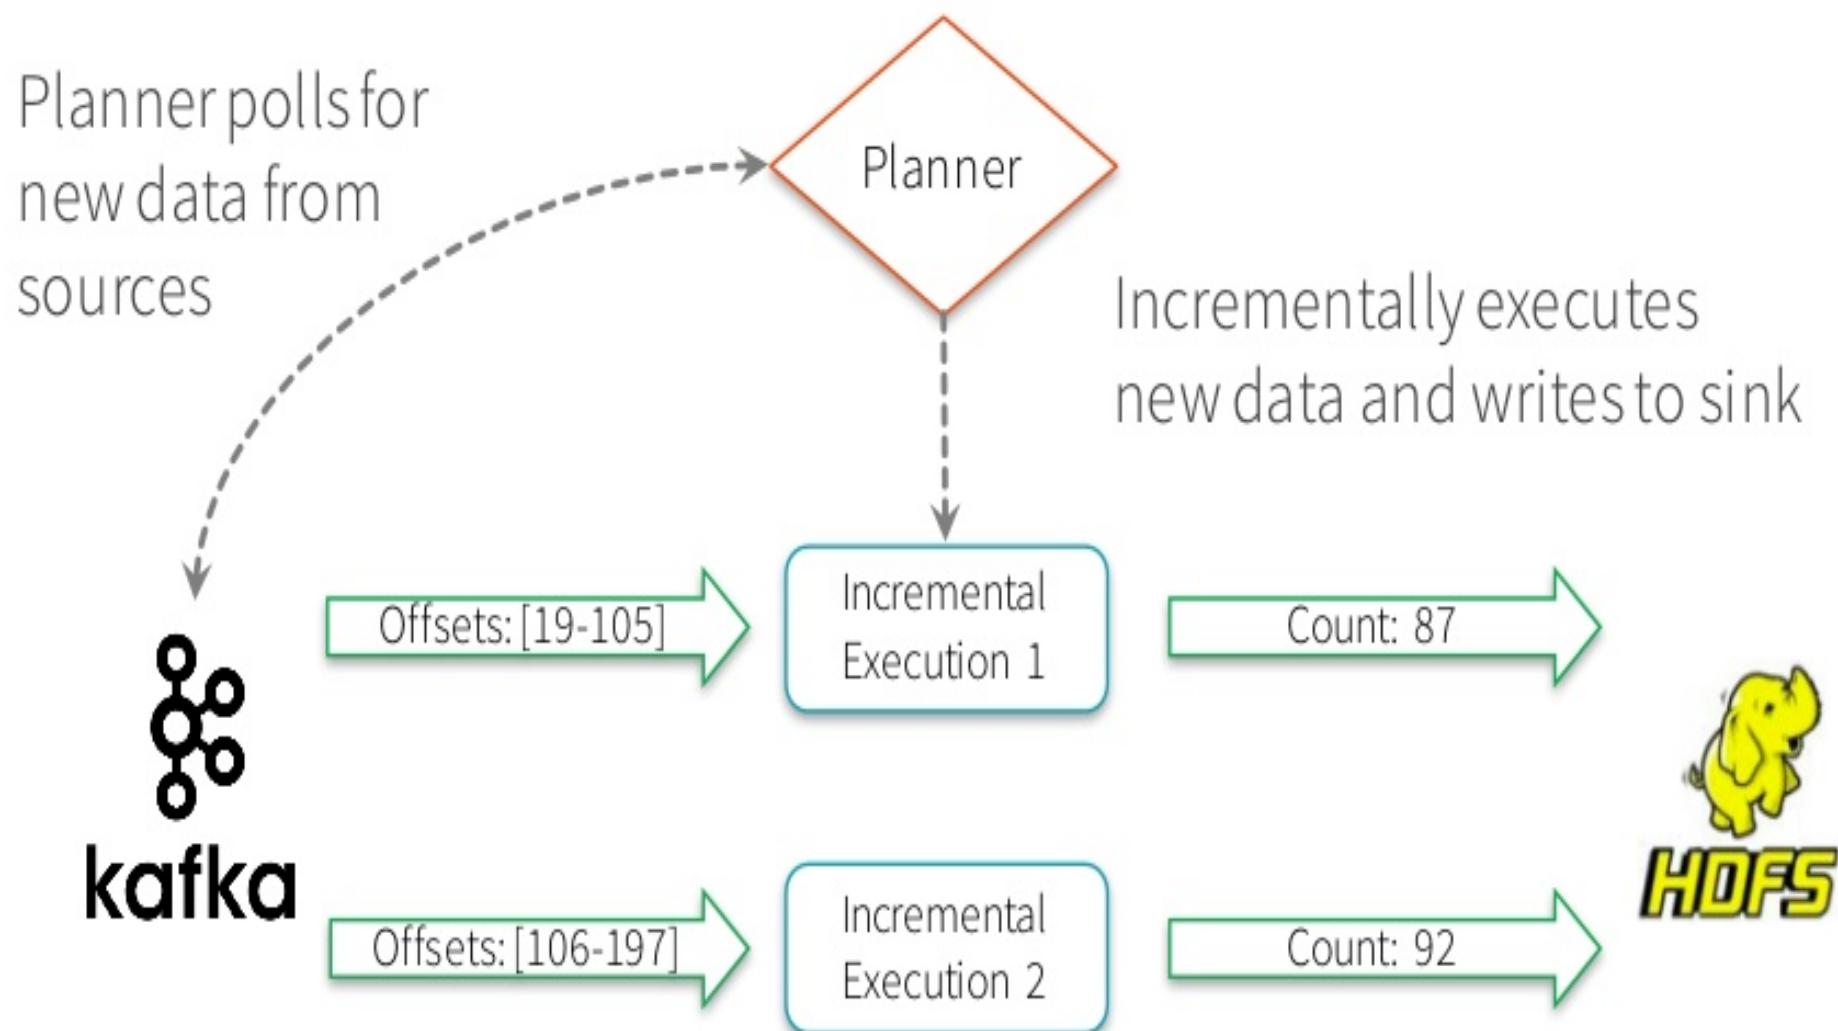 Planner polls for
new data from
sources
Planner
Incrementally executes
new data and writes to sink
Offsets: [19-105]
Incremental
Execution 1
Count: 87
kafka
HDFS
Offsets: [106-197]
Incremental
Execution 2
Count: 92